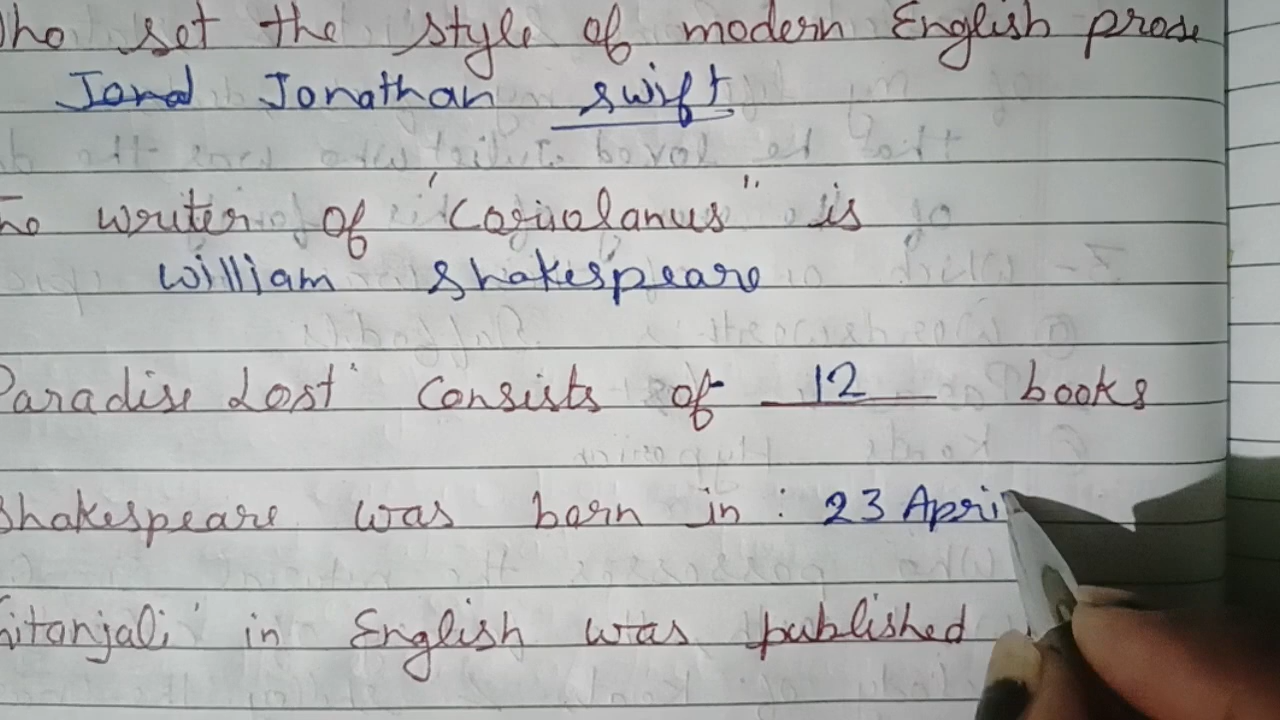 ho set the style of modern English prose
Jond Jonathan swift
writer of "Coriolanus" is
William Shakespeare
Paradise Lost' consists of 12 books
Shakespeare was born in : 23 Apri
itanjali' in English was published